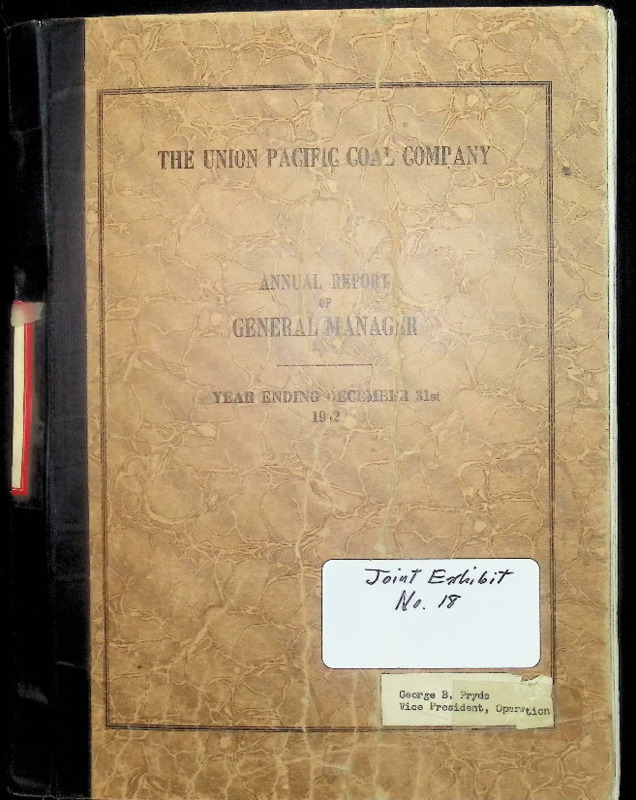 THE UNION PACIFIC COAL COMPANY
ANNUAL REPORT
OF
GENERAL MANAGER
YEAR ENDING DECEMBER 31st
Joint Exhibit
No. 18
George B. Pryde
Vice President, Operation